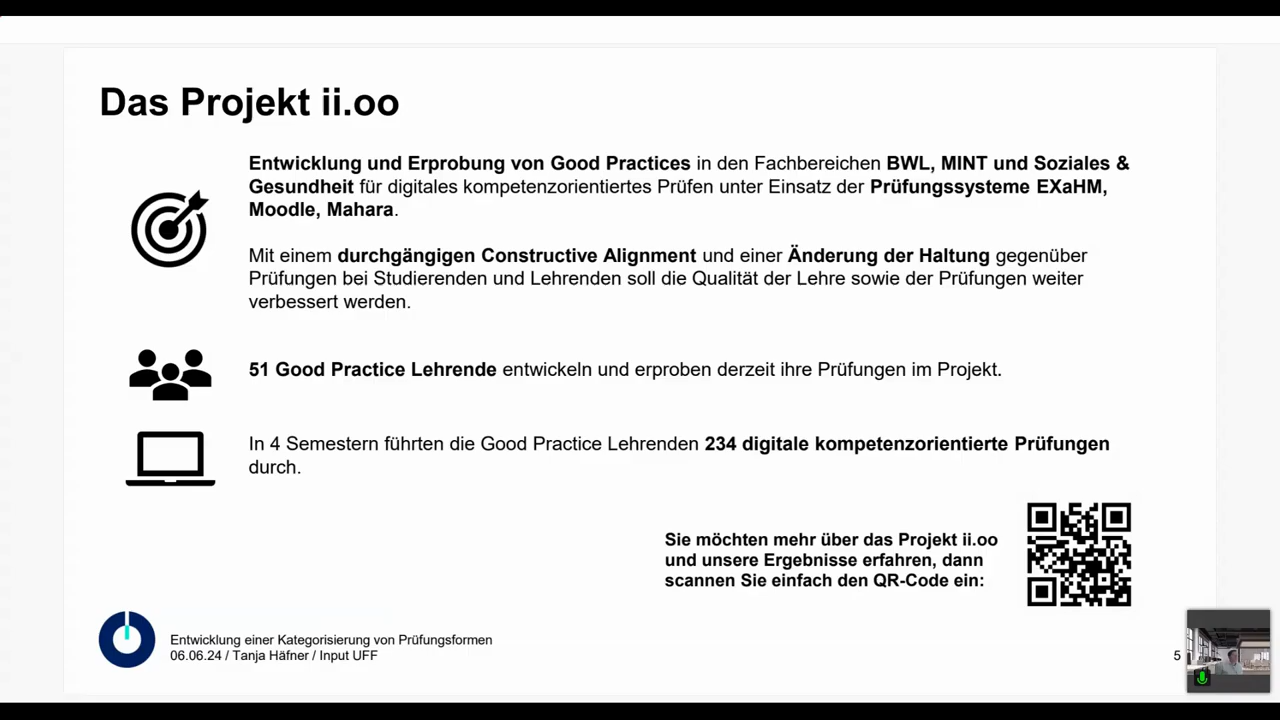 Das Projekt ii.oo
Entwicklung und Erprobung von Good Practices in den Fachbereichen BWL, MINT und Soziales &
Gesundheit für digitales kompetenzorientiertes Prüfen unter Einsatz der Prüfungssysteme EXaHM,
Moodle, Mahara.
Mit einem durchgängigen Constructive Alignment und einer Änderung der Haltung gegenüber
Prüfungen bei Studierenden und Lehrenden soll die Qualität der Lehre sowie der Prüfungen weiter
verbessert werden.
51 Good Practice Lehrende entwickeln und erproben derzeit ihre Prüfungen im Projekt.
In 4 Semestern führten die Good Practice Lehrenden 234 digitale kompetenzorientierte Prüfungen
durch.
Sie möchten mehr über das Projekt ii.oo
und unsere Ergebnisse erfahren, dann
scannen Sie einfach den QR-Code ein:
Entwicklung einer Kategorisierung von Prüfungsformen
06.06.24 / Tanja Häfner / Input UFF
5